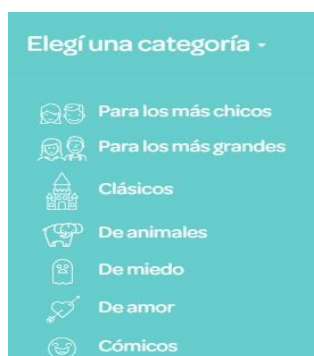 Elegí una categoría
Para los más chicos
Para los más grandes
Clásicos
De animales
De miedo
De amor
Cómicos